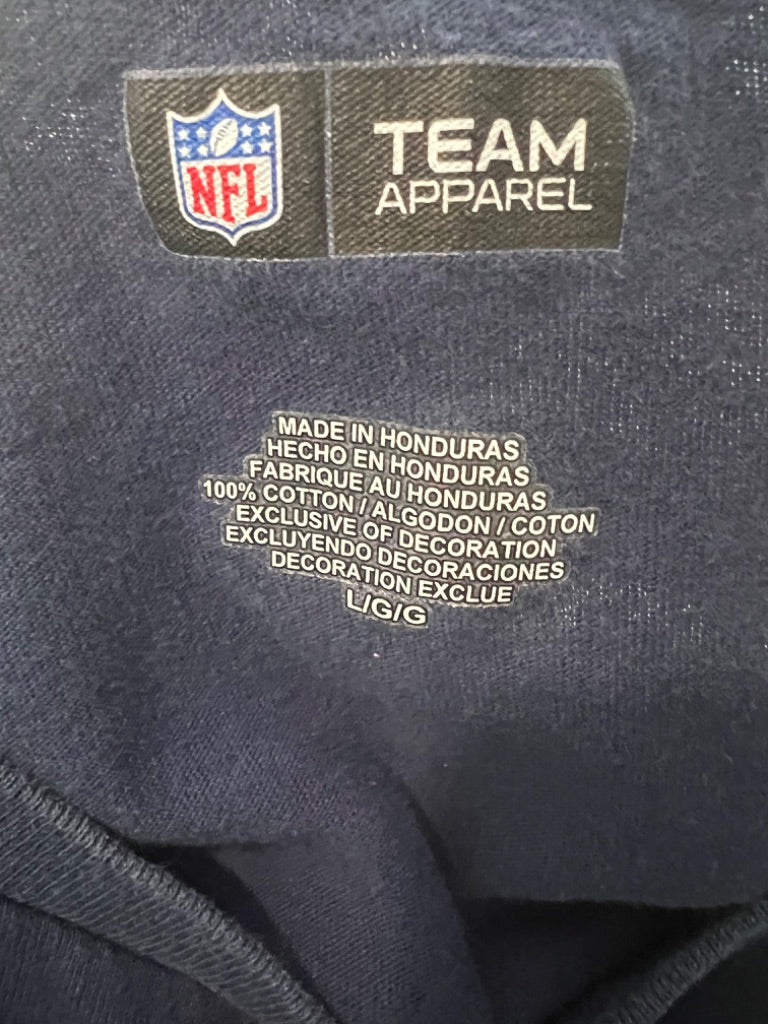 NFL
TEAM
APPAREL
MADE IN HONDURAS
HECHO EN HONDURAS
FABRIQUE AU HONDURAS
100% COTTON / ALGODON / COTON
EXCLUSIVE OF DECORATION
EXCLUYENDO DECORACIONES
DECORATION EXCLUE
L/G/G